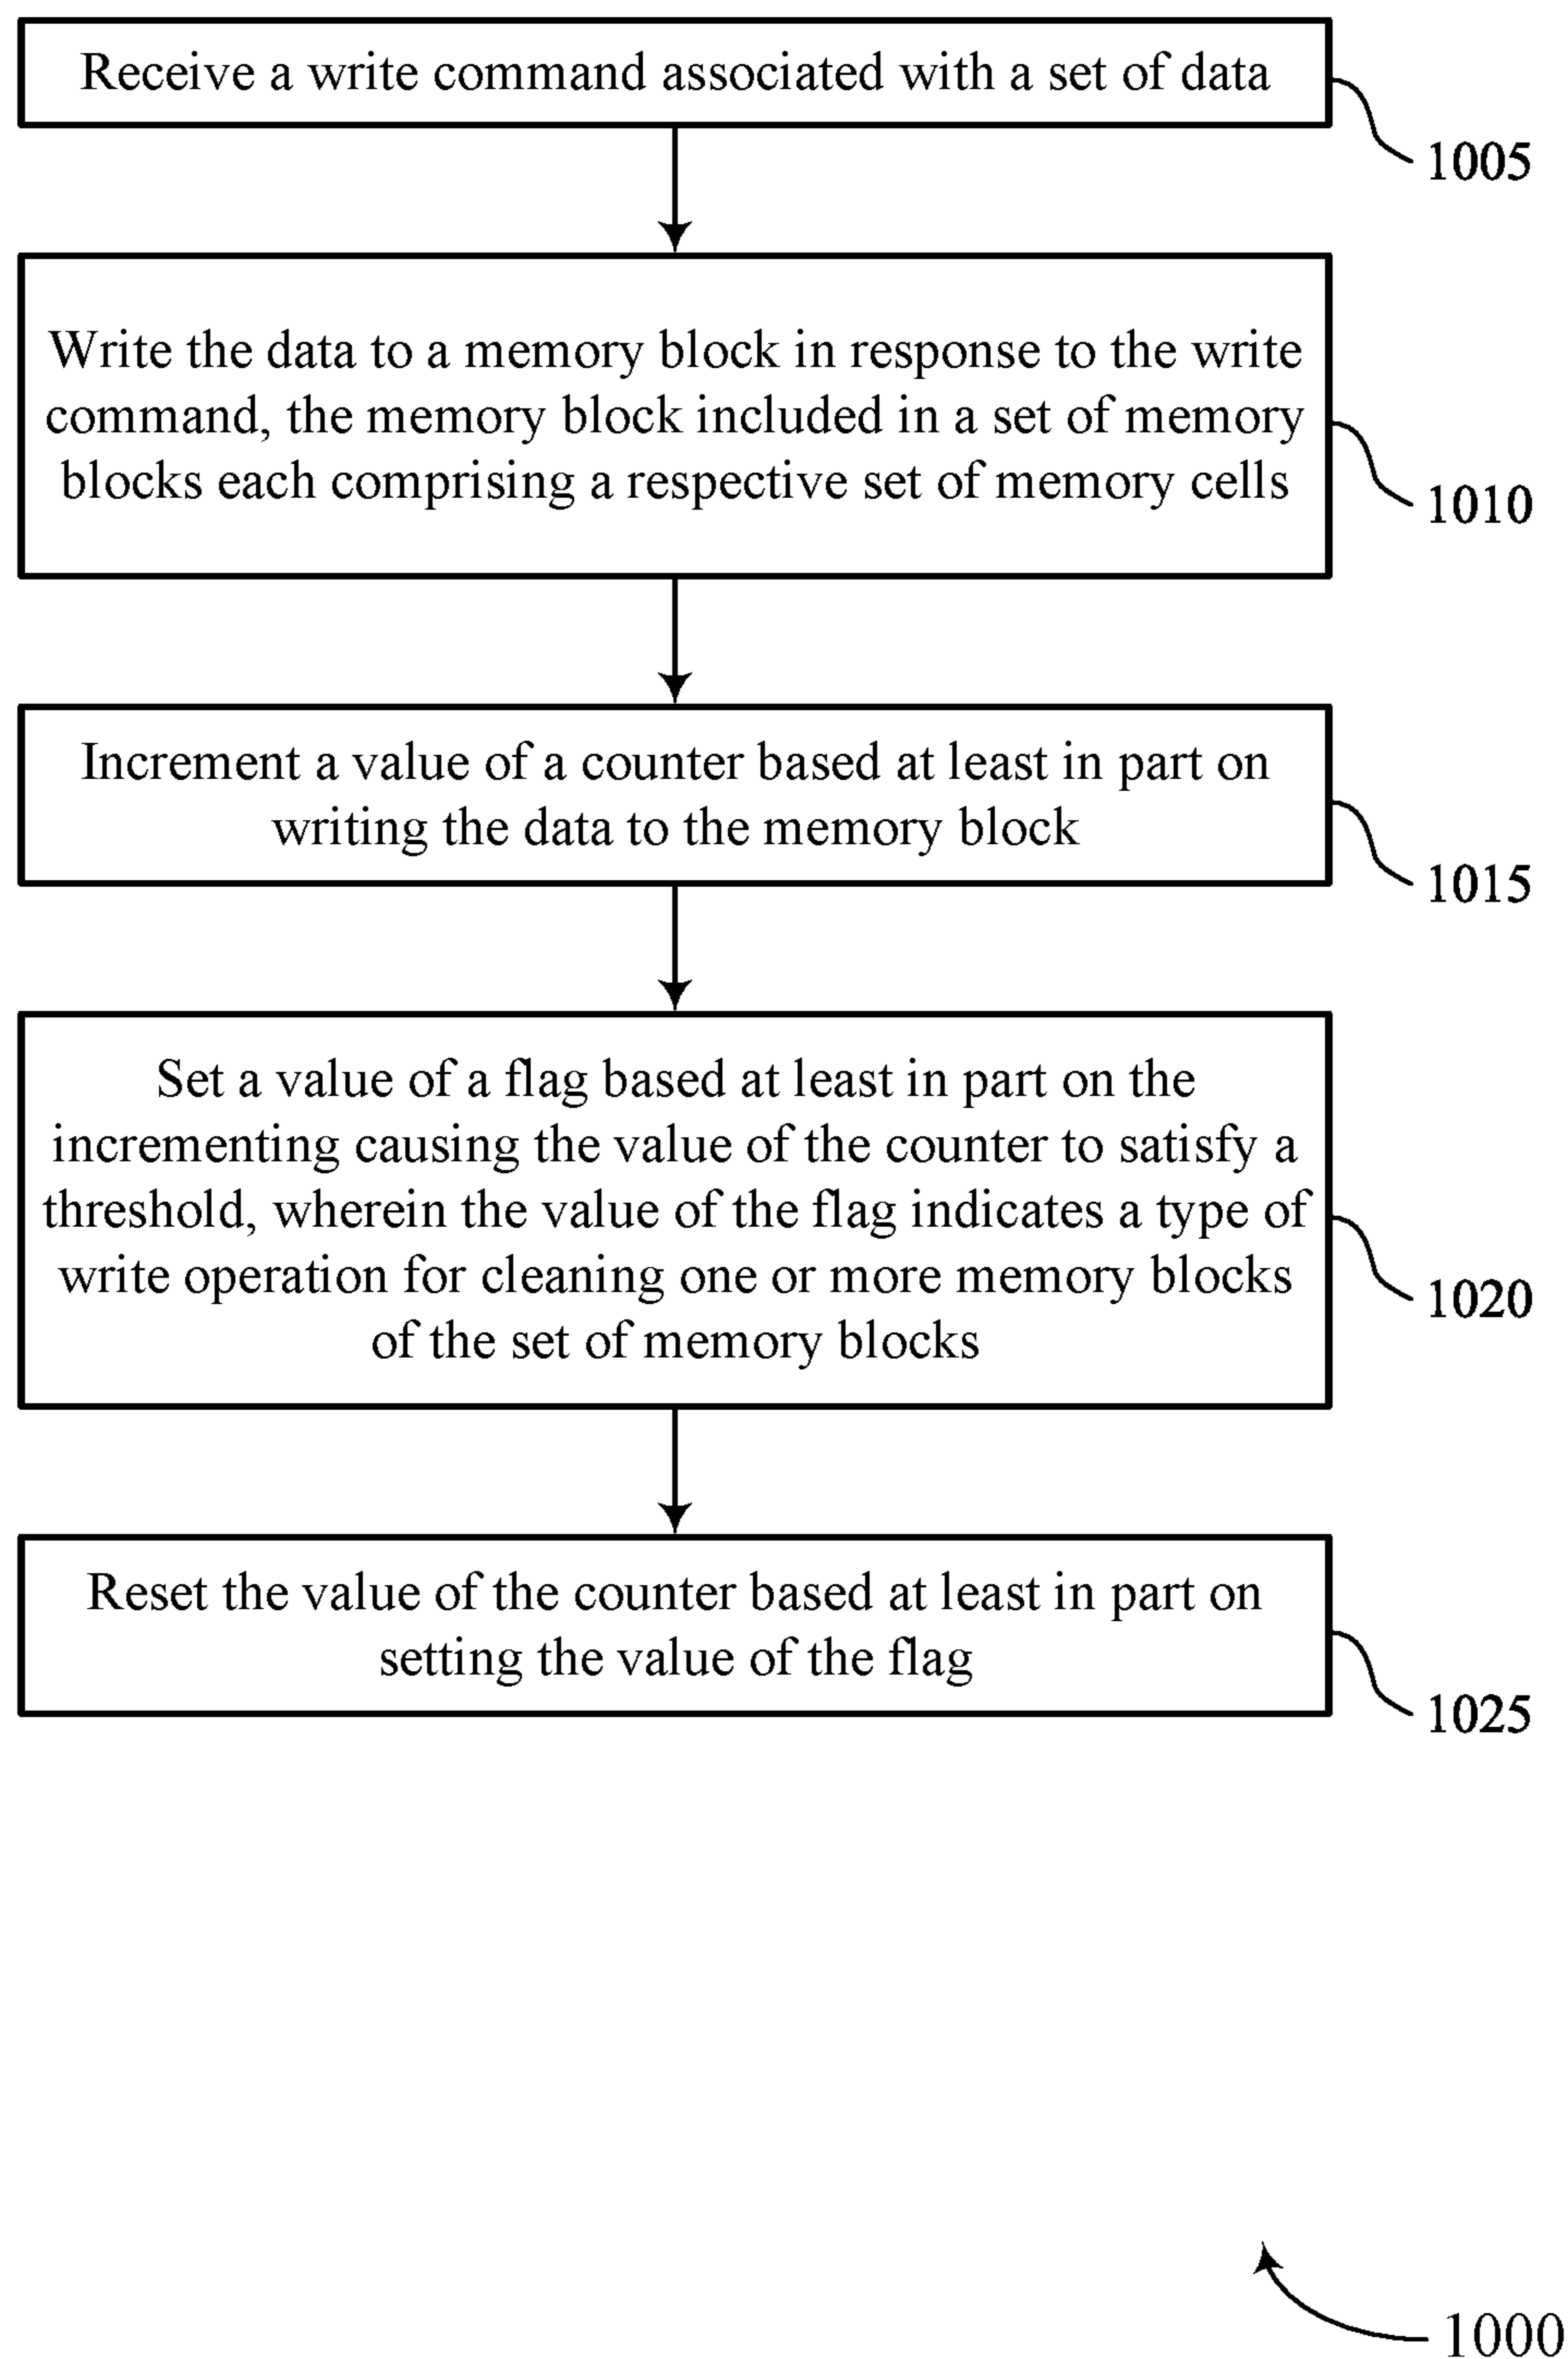 Receive a write command associated with a set of data
1005
Write the data to a memory block in response to the write
command, the memory block included in a set of memory
blocks each comprising a respective set of memory cells
1010
Increment a value of a counter based at least in part on
writing the data to the memory block
1015
Set a value of a flag based at least in part on the
incrementing causing the value of the counter to satisfy a
threshold, wherein the value of the flag indicates a type of
write operation for cleaning one or more memory blocks
of the set of memory blocks
1020
Reset the value of the counter based at least in part on
setting the value of the flag
1025
1000